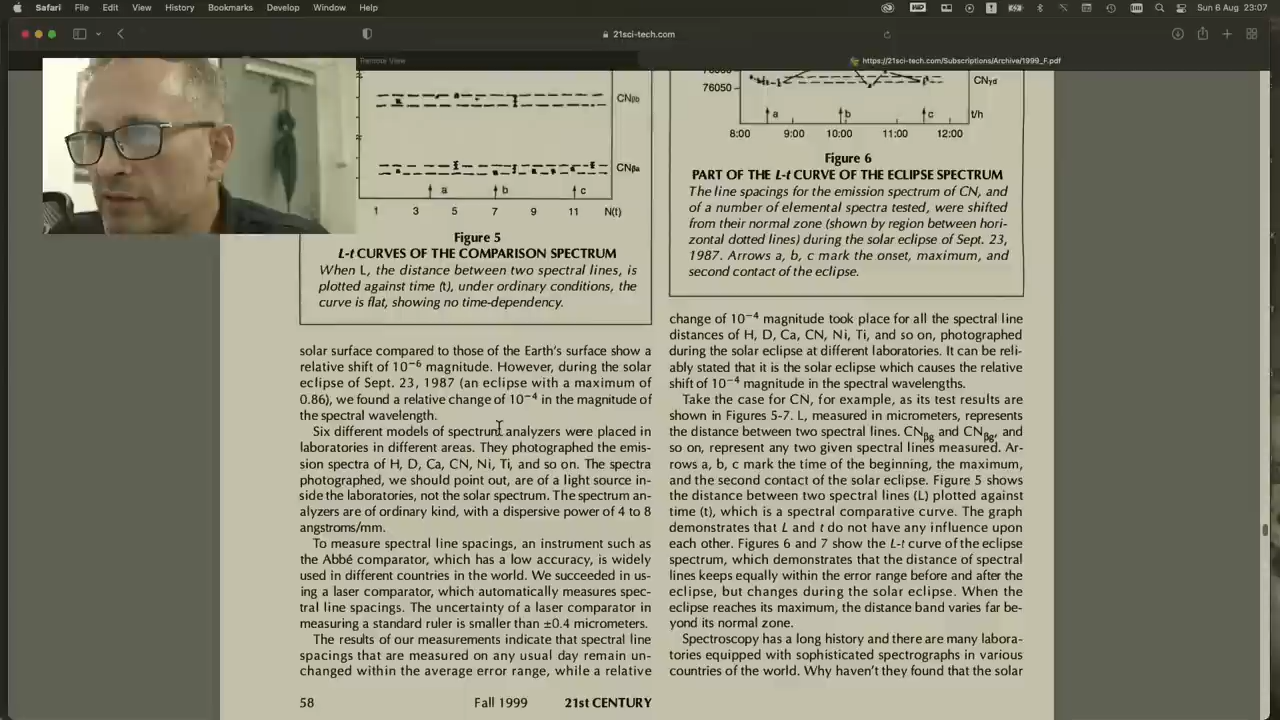 Safari File Edit View History Bookmarks Develop Window Help
Sun 6 Aug 23:07
21sci-tech.com
Remote View
https://21sci-tech.com/Subscriptions/Archive/1999_F.pdf
CNβb
CNβa
a b c
1 3 5 7 9 11 N(t)
Figure 5
L-t CURVES OF THE COMPARISON SPECTRUM
When L, the distance between two spectral lines, is
plotted against time (t), under ordinary conditions, the
curve is flat, showing no time-dependency.
solar surface compared to those of the Earth's surface show a
relative shift of 10⁻⁶ magnitude. However, during the solar
eclipse of Sept. 23, 1987 (an eclipse with a maximum of
0.86), we found a relative change of 10⁻⁴ in the magnitude of
the spectral wavelength.
Six different models of spectrum analyzers were placed in
laboratories in different areas. They photographed the emis-
sion spectra of H, D, Ca, CN, Ni, Ti, and so on. The spectra
photographed, we should point out, are of a light source in-
side the laboratories, not the solar spectrum. The spectrum an-
alyzers are of ordinary kind, with a dispersive power of 4 to 8
angstroms/mm.
To measure spectral line spacings, an instrument such as
the Abbé comparator, which has a low accuracy, is widely
used in different countries in the world. We succeeded in us-
ing a laser comparator, which automatically measures spec-
tral line spacings. The uncertainty of a laser comparator in
measuring a standard ruler is smaller than ±0.4 micrometers.
The results of our measurements indicate that spectral line
spacings that are measured on any usual day remain un-
changed within the average error range, while a relative
58 Fall 1999 21st CENTURY
76050
CNγd
a b c t/h
8:00 9:00 10:00 11:00 12:00
Figure 6
PART OF THE L-t CURVE OF THE ECLIPSE SPECTRUM
The line spacings for the emission spectrum of CN, and
of a number of elemental spectra tested, were shifted
from their normal zone (shown by region between hori-
zontal dotted lines) during the solar eclipse of Sept. 23,
1987. Arrows a, b, c mark the onset, maximum, and
second contact of the eclipse.
change of 10⁻⁴ magnitude took place for all the spectral line
distances of H, D, Ca, CN, Ni, Ti, and so on, photographed
during the solar eclipse at different laboratories. It can be reli-
ably stated that it is the solar eclipse which causes the relative
shift of 10⁻⁴ magnitude in the spectral wavelengths.
Take the case for CN, for example, as its test results are
shown in Figures 5-7. L, measured in micrometers, represents
the distance between two spectral lines. CNβg and CNβg', and
so on, represent any two given spectral lines measured. Ar-
rows a, b, c mark the time of the beginning, the maximum,
and the second contact of the solar eclipse. Figure 5 shows
the distance between two spectral lines (L) plotted against
time (t), which is a spectral comparative curve. The graph
demonstrates that L and t do not have any influence upon
each other. Figures 6 and 7 show the L-t curve of the eclipse
spectrum, which demonstrates that the distance of spectral
lines keeps equally within the error range before and after the
eclipse, but changes during the solar eclipse. When the
eclipse reaches its maximum, the distance band varies far be-
yond its normal zone.
Spectroscopy has a long history and there are many labora-
tories equipped with sophisticated spectrographs in various
countries of the world. Why haven't they found that the solar